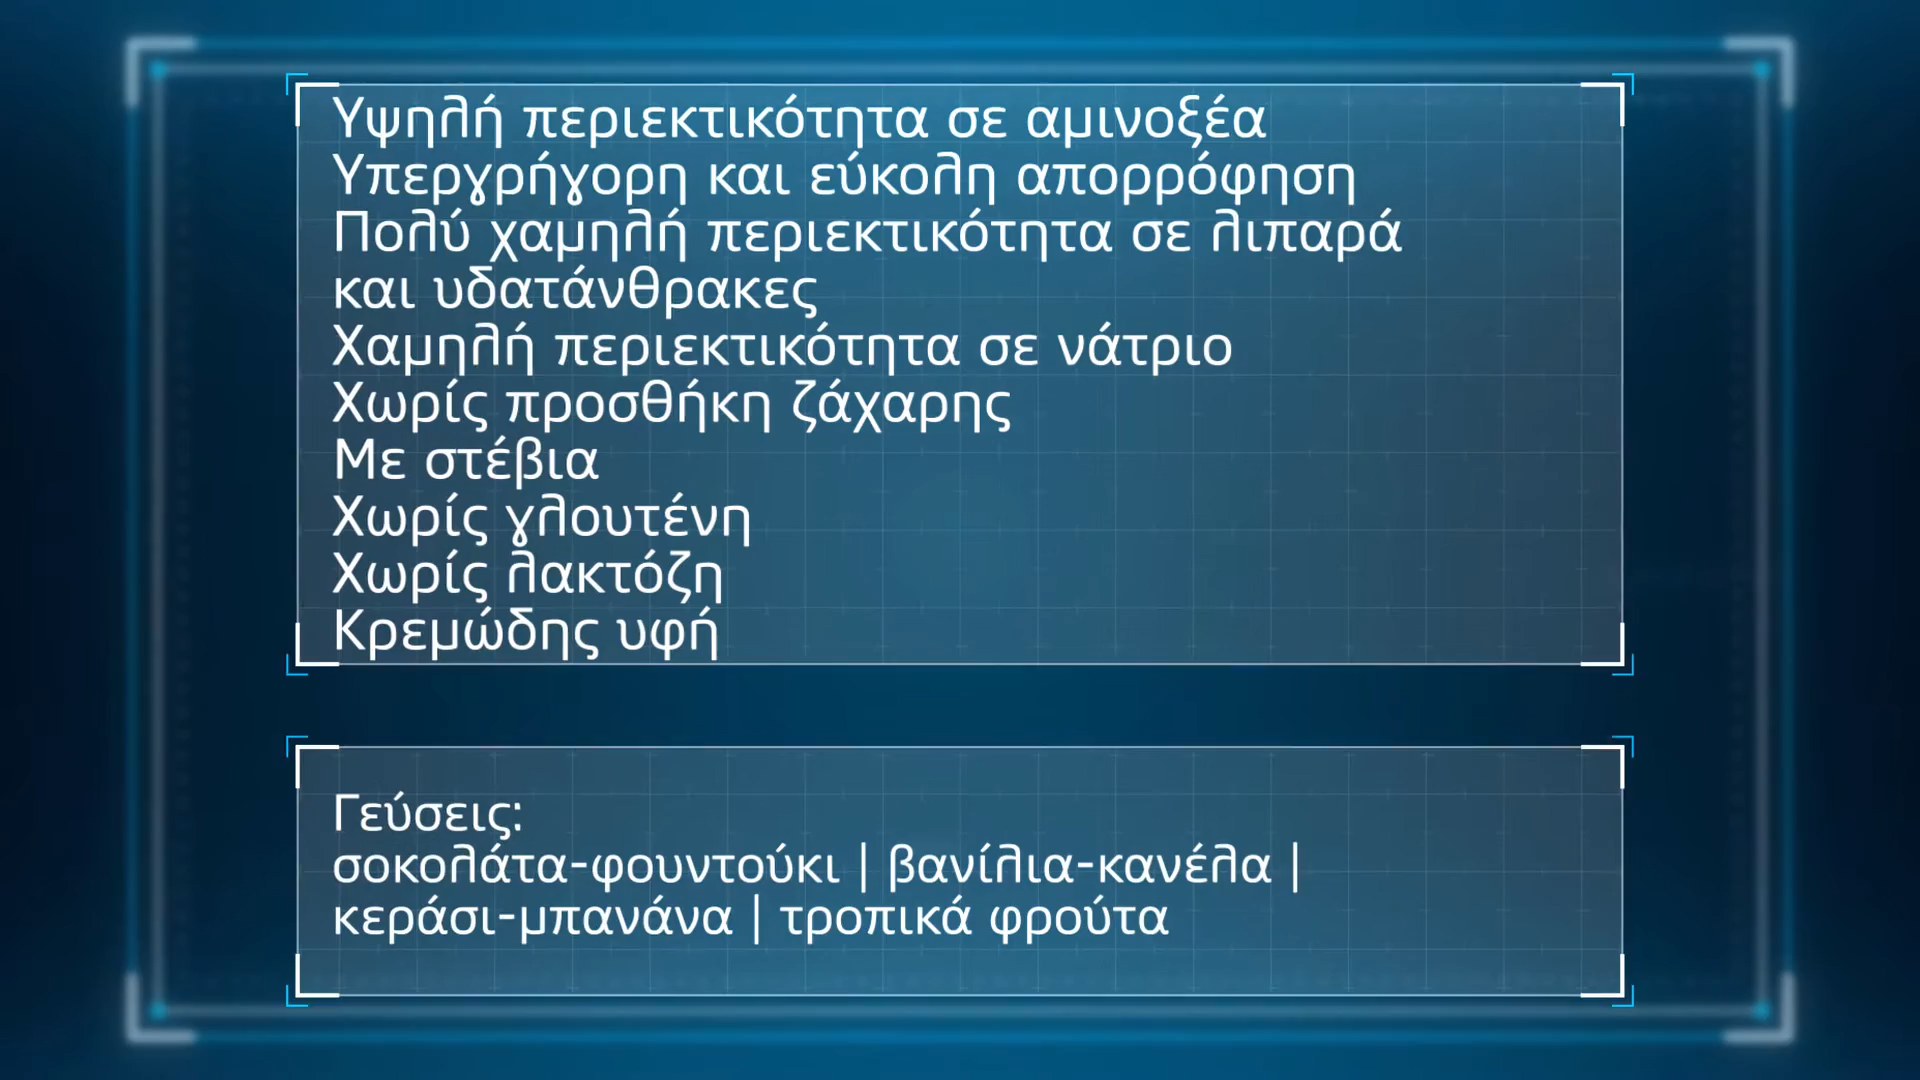 Υψηλή περιεκτικότητα σε αμινοξέα
Υπεργρήγορη και εύκολη απορρόφηση
Πολύ χαμηλή περιεκτικότητα σε λιπαρά
και υδατάνθρακες
Χαμηλή περιεκτικότητα σε νάτριο
Χωρίς προσθήκη ζάχαρης
Με στέβια
Χωρίς γλουτένη
Χωρίς λακτόζη
Κρεμώδης υφή
Γεύσεις:
σοκολάτα-φουντούκι | βανίλια-κανέλα |
κεράσι-μπανάνα | τροπικά φρούτα